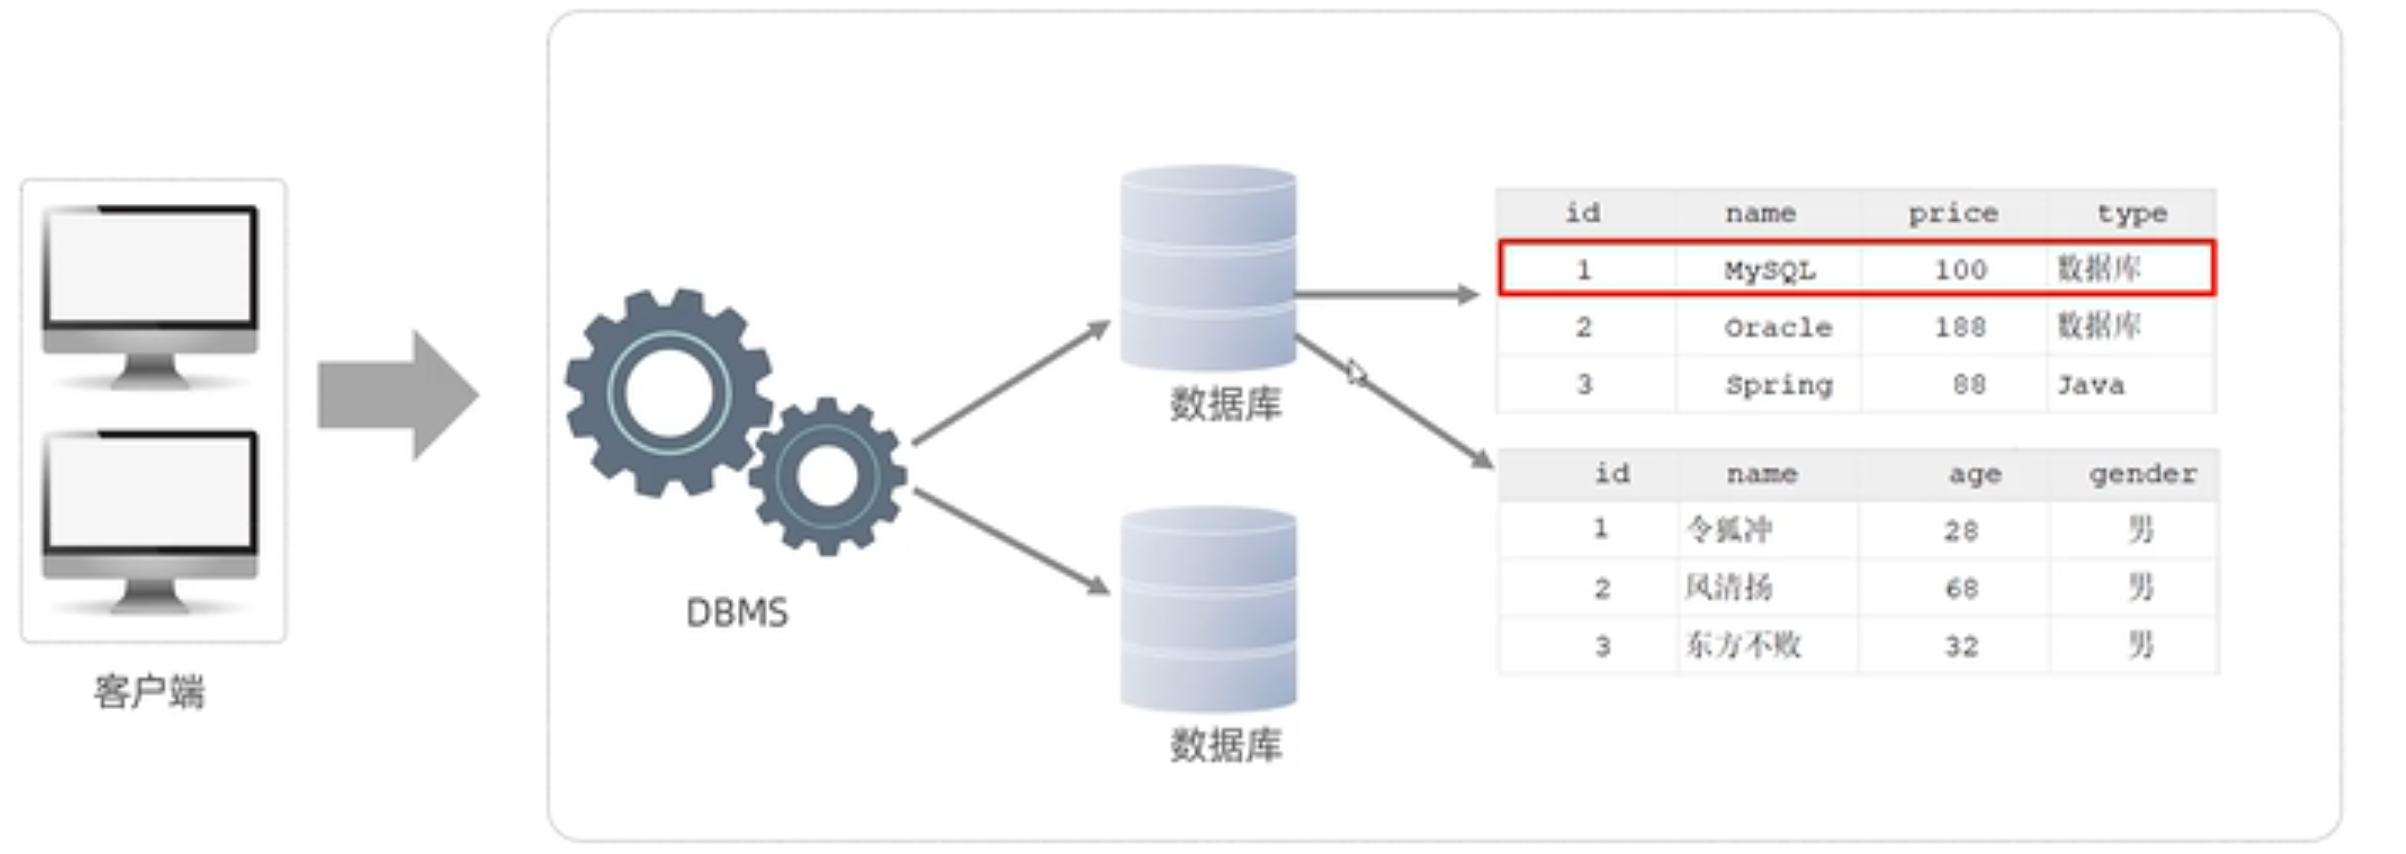 客户端
DBMS
数据库
数据库
id name price type
1 MySQL 100 数据库
2 Oracle 188 数据库
3 Spring 88 Java
id name age gender
1 令狐冲 28 男
2 风清扬 68 男
3 东方不败 32 男